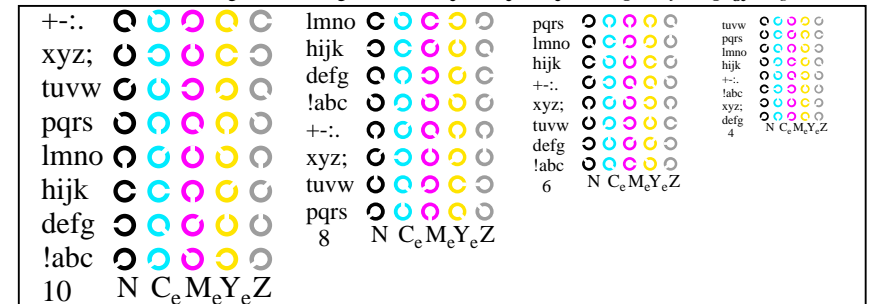 +-:.
xyz;
tuvw
pqrs
lmno
hijk
defg
!abc
10 N CeMeYeZ
lmno
hijk
defg
!abc
+-:.
xyz;
tuvw
pqrs
8 N CeMeYeZ
pqrs
lmno
hijk
+-:.
xyz;
tuvw
defg
!abc
6 N CeMeYeZ
tuvw
pqrs
lmno
hijk
+-:.
!abc
xyz;
defg
4 N CeMeYeZ